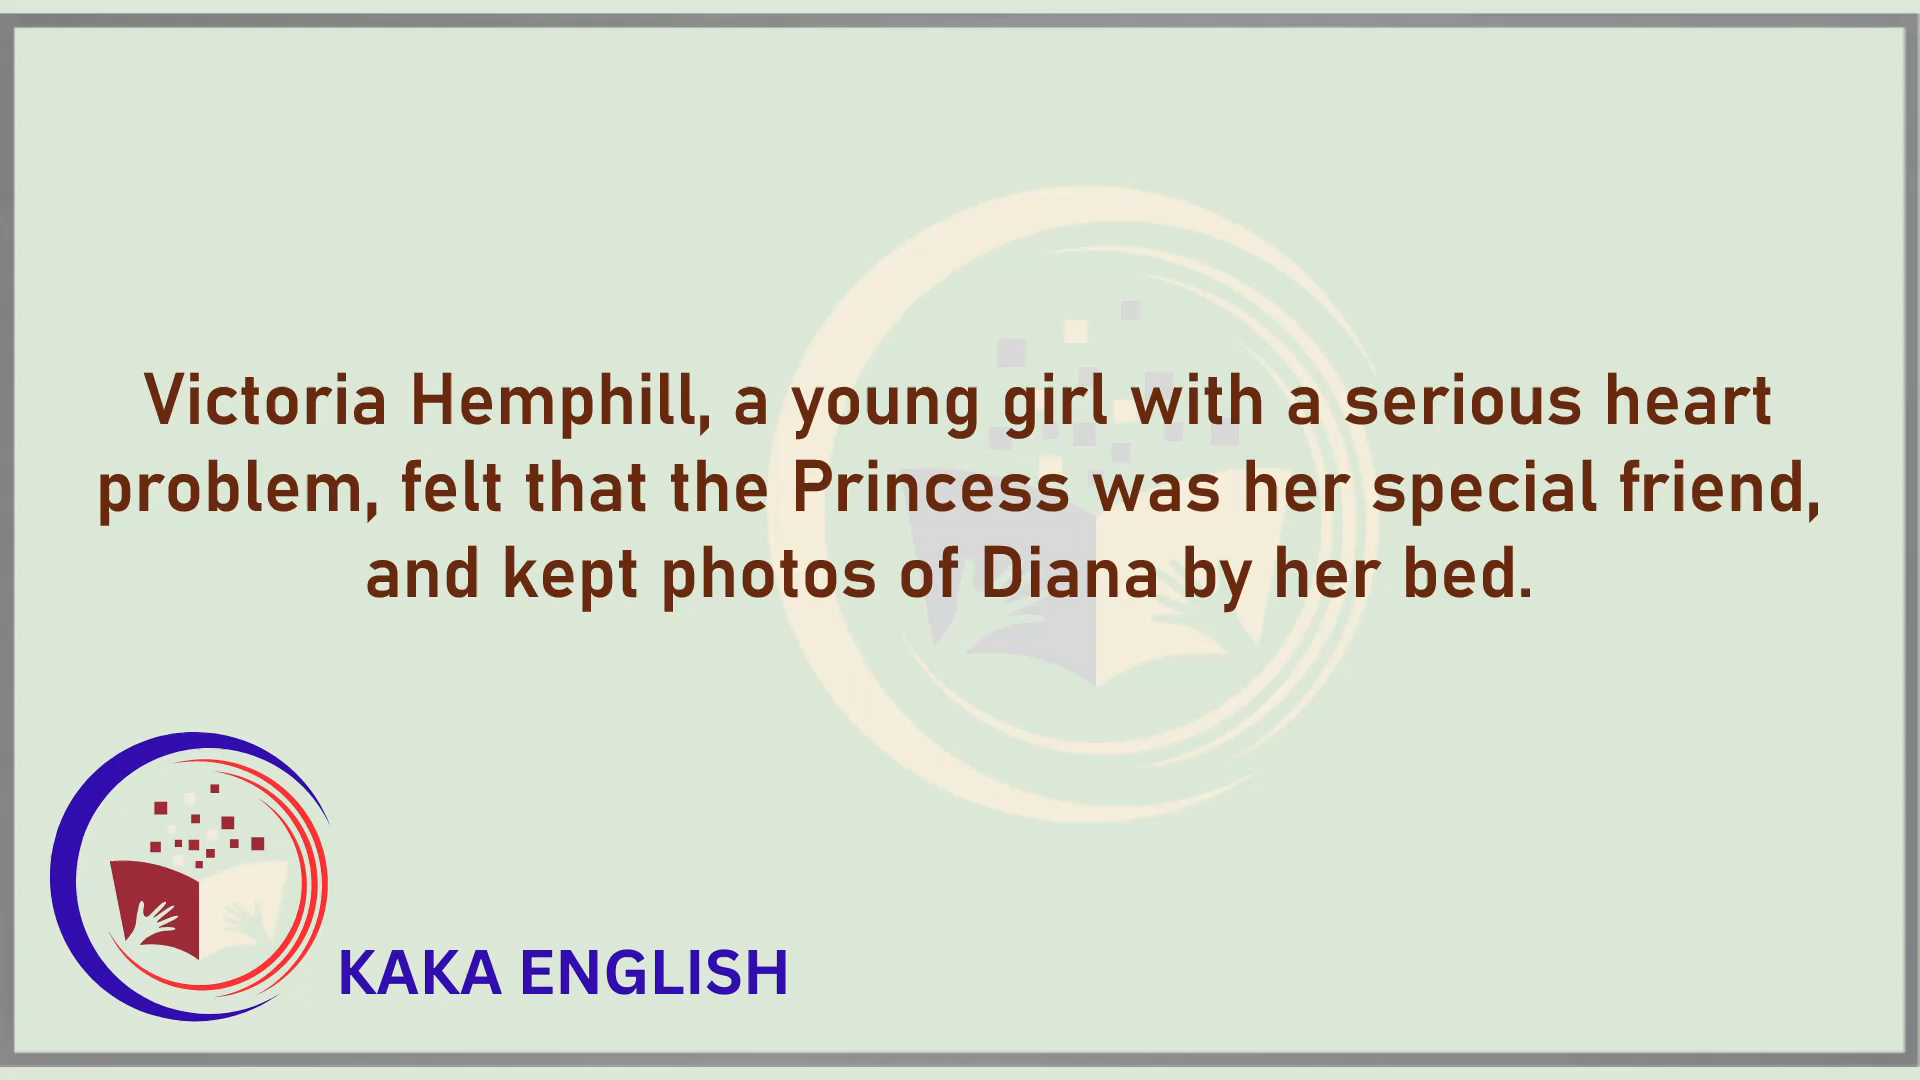 Victoria Hemphill, a young girl with a serious heart
problem, felt that the Princess was her special friend,
and kept photos of Diana by her bed.
KAKA ENGLISH